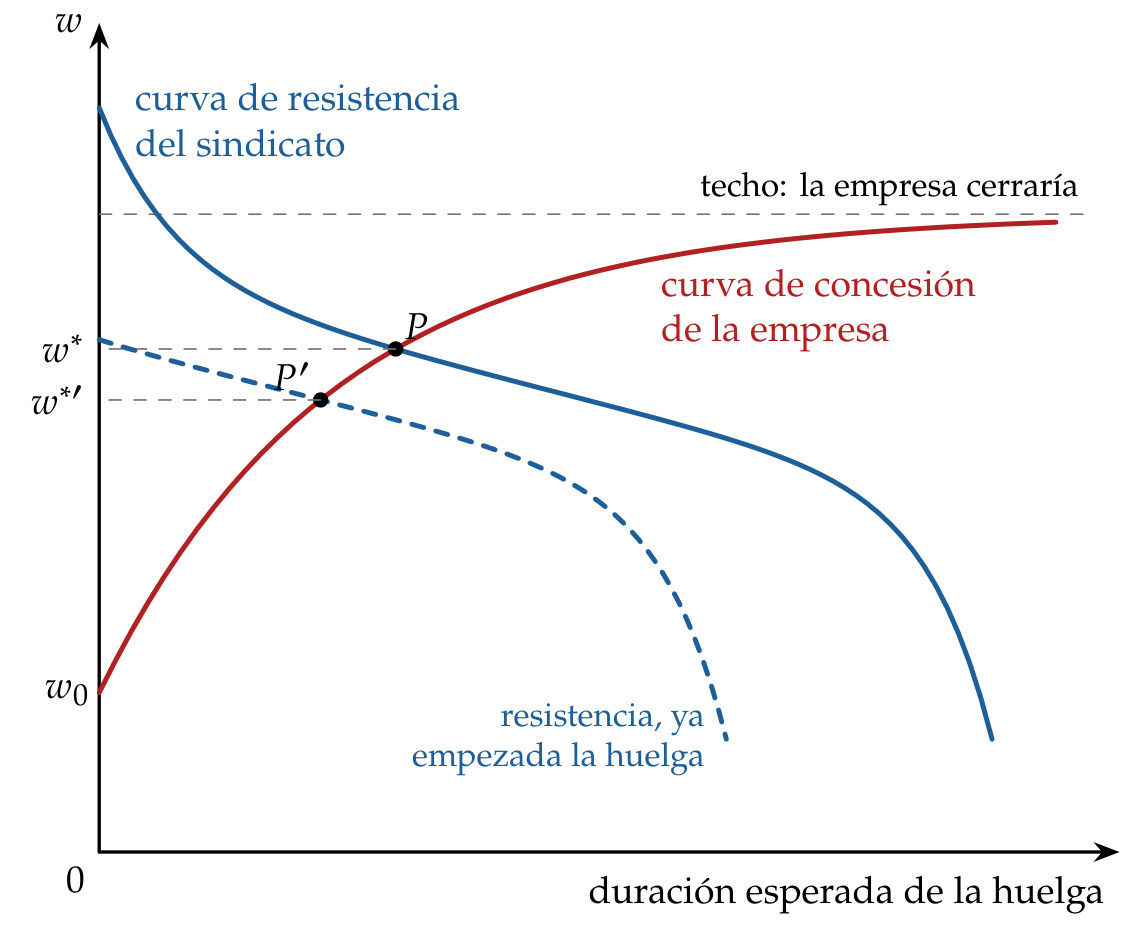 w
curva de resistencia
del sindicato
techo: la empresa cerraría
curva de concesión
de la empresa
P
w*
P′
w*′
w0
resistencia, ya
empezada la huelga
0
duración esperada de la huelga